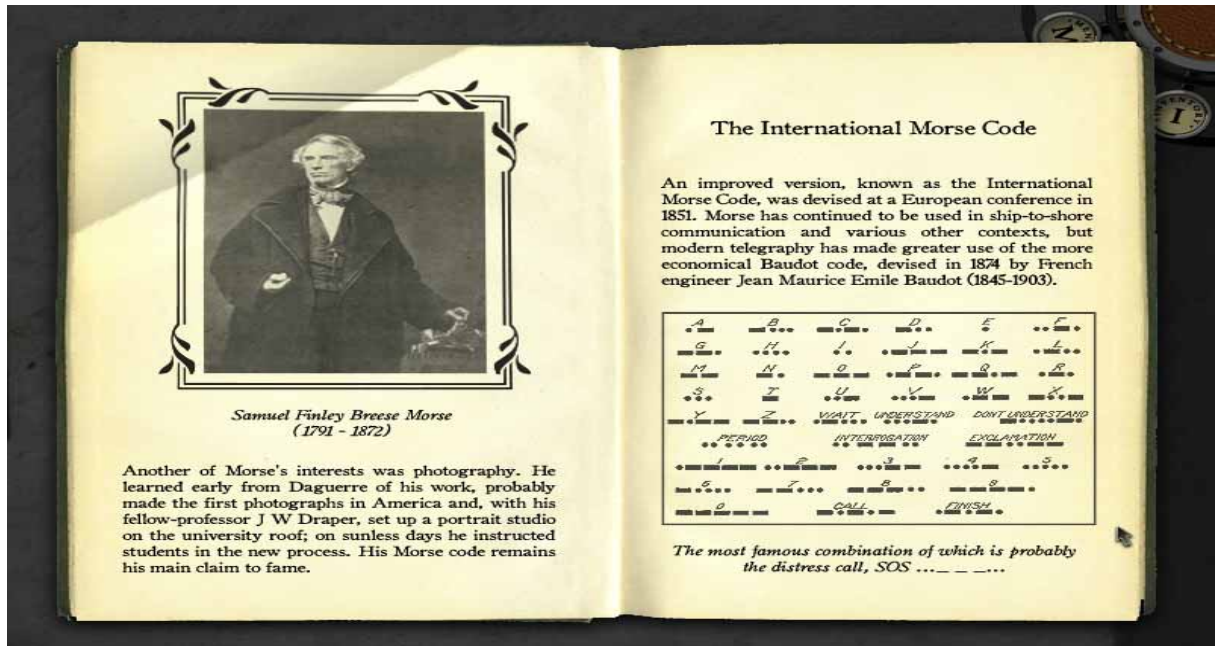 Samuel Finley Breese Morse
(1791 - 1872)
Another of Morse's interests was photography. He
learned early from Daguerre of his work, probably
made the first photographs in America and, with his
fellow-professor J W Draper, set up a portrait studio
on the university roof; on sunless days he instructed
students in the new process. His Morse code remains
his main claim to fame.
The International Morse Code
An improved version, known as the International
Morse Code, was devised at a European conference in
1851. Morse has continued to be used in ship-to-shore
communication and various other contexts, but
modern telegraphy has made greater use of the more
economical Baudot code, devised in 1874 by French
engineer Jean Maurice Emile Baudot (1845-1903).
A B C D E F
G H I J K L
M N O P Q R
S T U V W X
Y Z WAIT UNDERSTAND DONT UNDERSTAND
PERIOD INTERROGATION EXCLAMATION
1 2 3 4 5
6 7 8 9
0 CALL FINISH
The most famous combination of which is probably
the distress call, SOS ..._ _ _...
M
INVENTORY
I